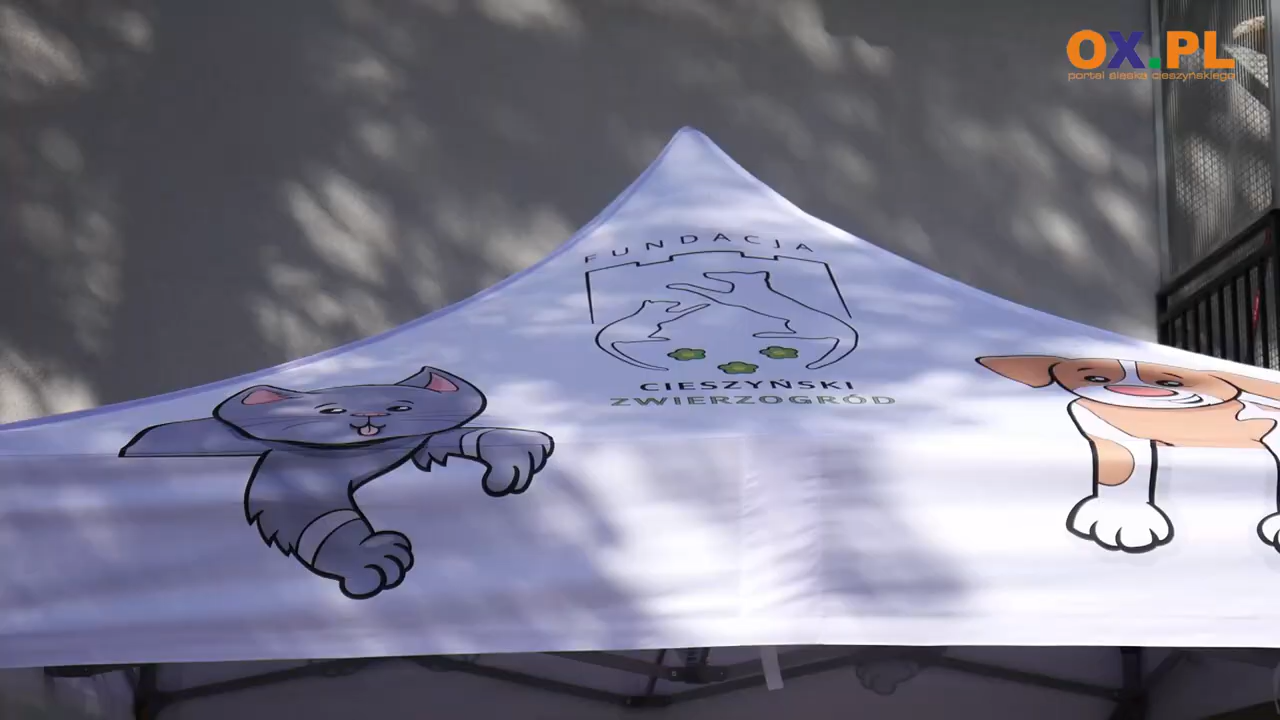 OX.PL
portal śląska cieszyńskiego
FUNDACJA
CIESZYŃSKI
ZWIERZOGRÓD